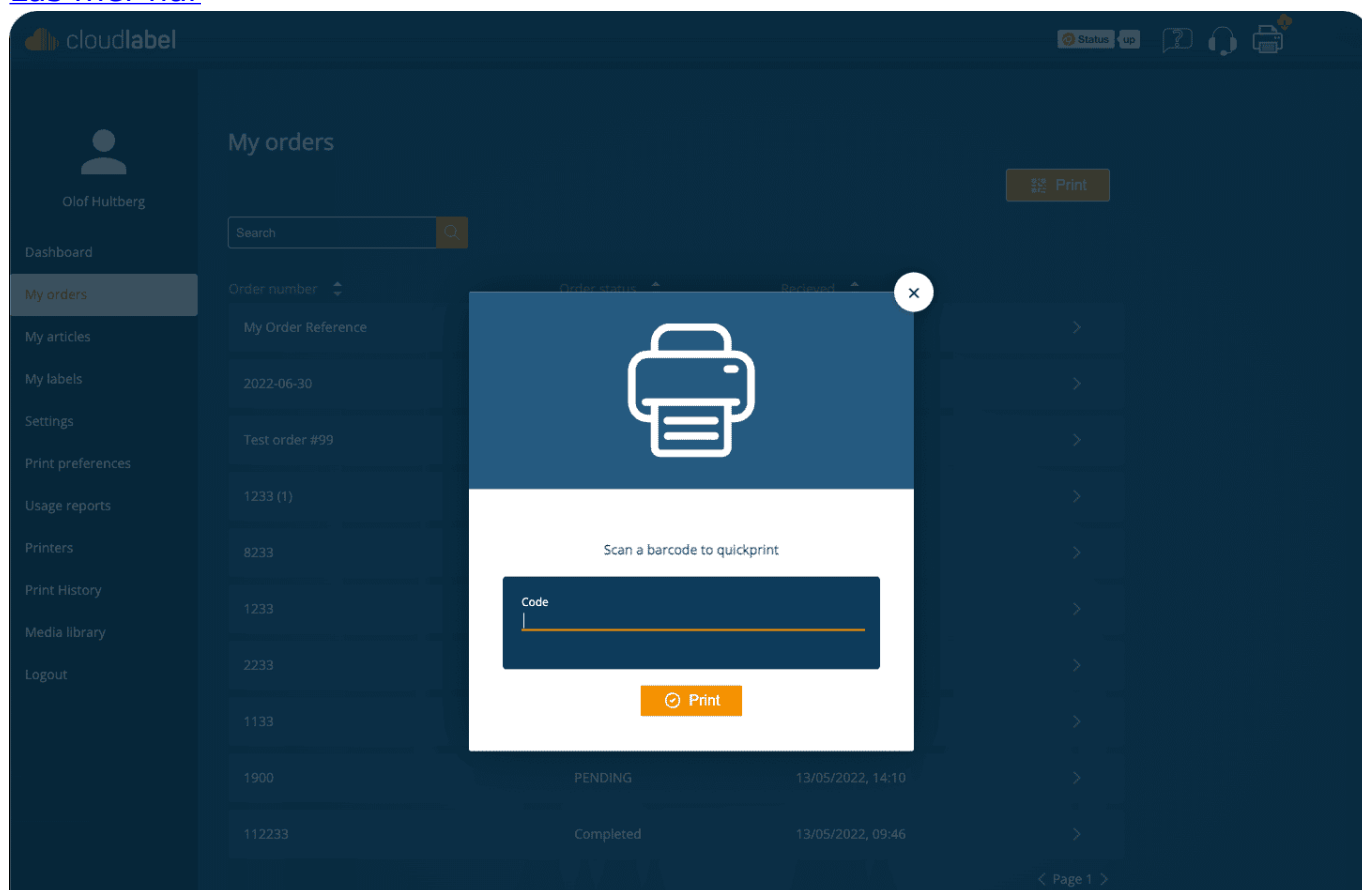 cloudlabel
Status up
Olof Hultberg
Dashboard
My orders
My articles
My labels
Settings
Print preferences
Usage reports
Printers
Print History
Media library
Logout
My orders
Print
Search
Order number Order status Recieved
My Order Reference
2022-06-30
Test order #99
1233 (1)
8233
1233
2233
1133
1900 PENDING 13/05/2022, 14:10
112233 Completed 13/05/2022, 09:46
< Page 1 >
Scan a barcode to quickprint
Code
Print